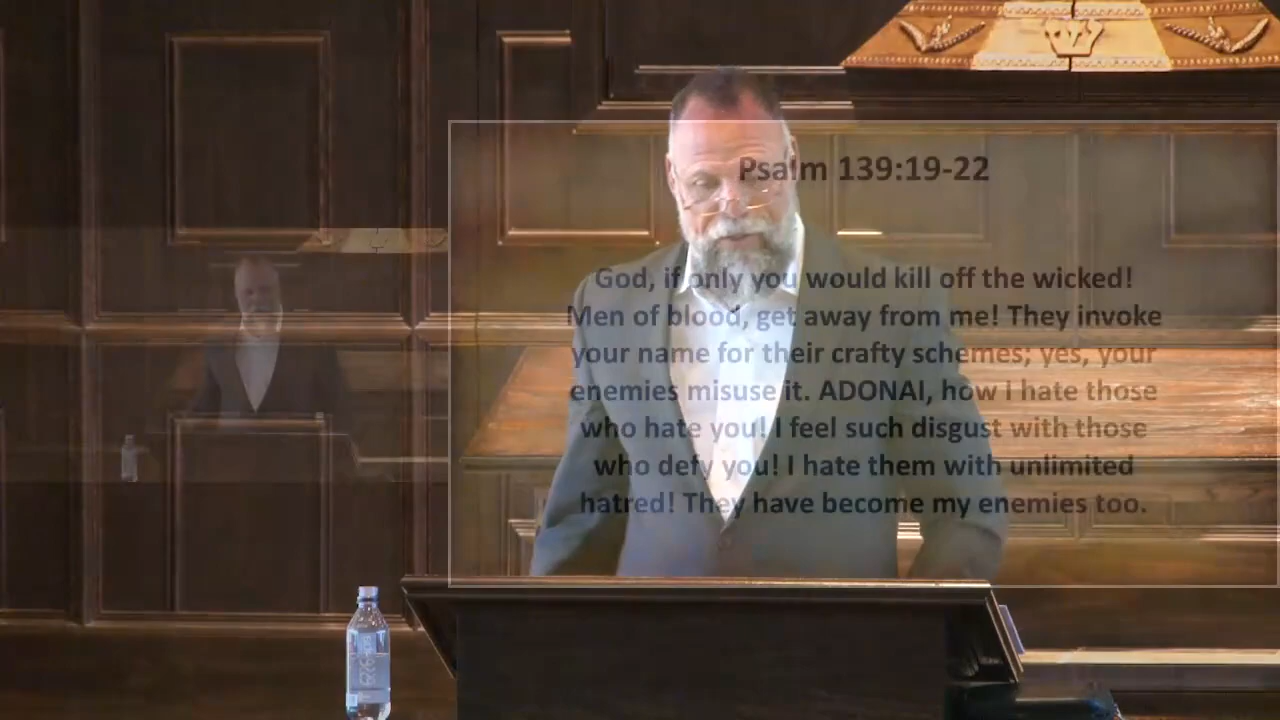 Psalm 139:19-22
God, if only you would kill off the wicked!
Men of blood, get away from me! They invoke
your name for their crafty schemes; yes, your
enemies misuse it. ADONAI, how I hate those
who hate you! I feel such disgust with those
who defy you! I hate them with unlimited
hatred! They have become my enemies too.